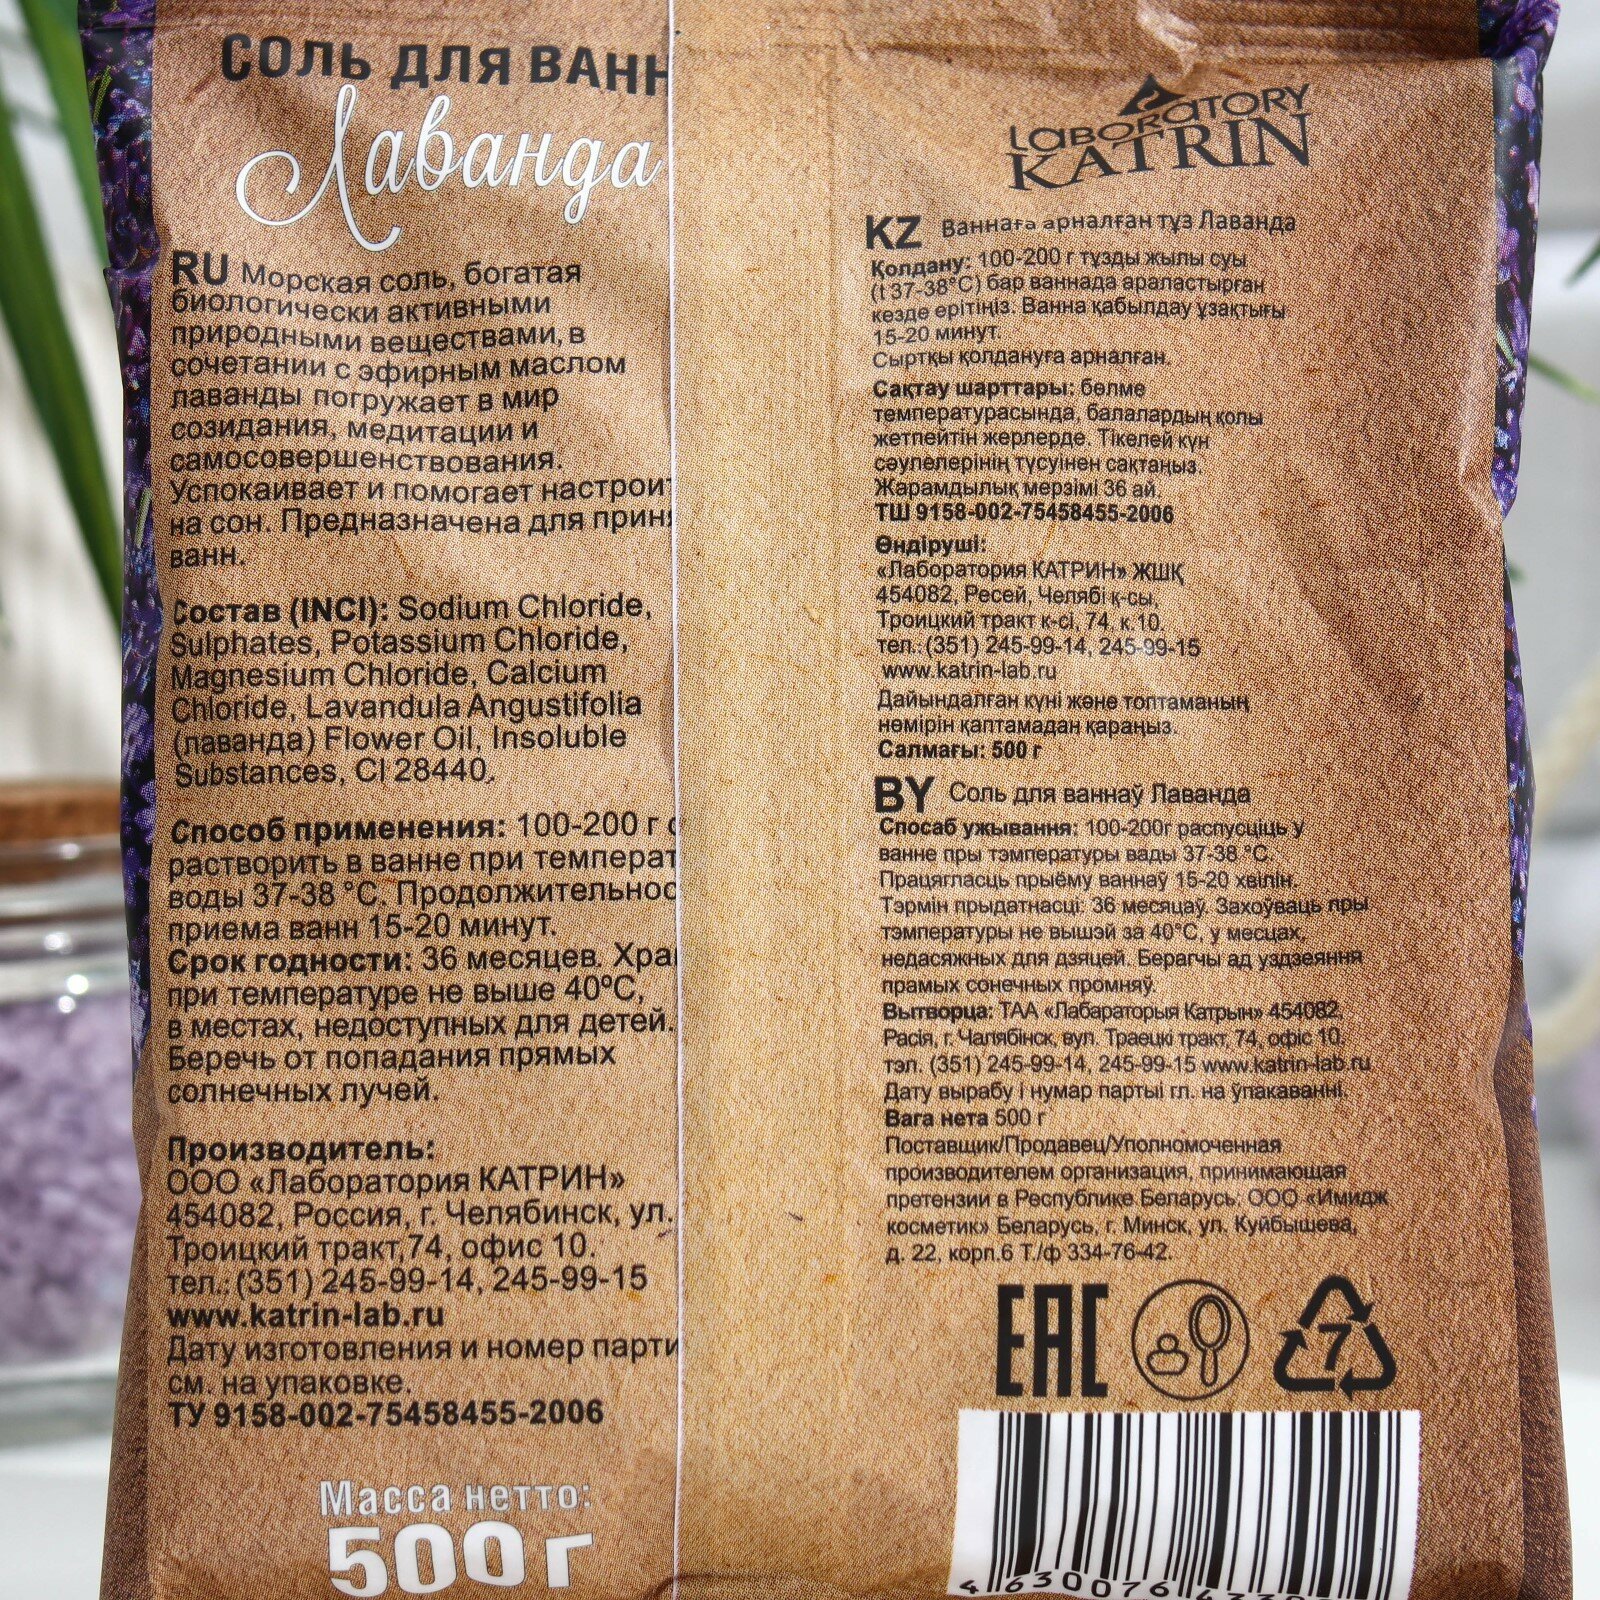 СОЛЬ ДЛЯ ВАНН
Лаванда
RU Морская соль, богатая
биологически активными
природными веществами, в
сочетании с эфирным маслом
лаванды погружает в мир
созидания, медитации и
самосовершенствования.
Успокаивает и помогает настроит
на сон. Предназначена для прин
ванн.
Состав (INCI): Sodium Chloride,
Sulphates, Potassium Chloride,
Magnesium Chloride, Calcium
Chloride, Lavandula Angustifolia
(лаванда) Flower Oil, Insoluble
Substances, CI 28440.
Способ применения: 100-200 г
растворить в ванне при температ
воды 37-38 °C. Продолжительнос
приема ванн 15-20 минут.
Срок годности: 36 месяцев. Хра
при температуре не выше 40ºC,
в местах, недоступных для детей.
Беречь от попадания прямых
солнечных лучей.
Производитель:
ООО «Лаборатория КАТРИН»
454082, Россия, г. Челябинск, ул.
Троицкий тракт,74, офис 10.
тел.: (351) 245-99-14, 245-99-15
www.katrin-lab.ru
Дату изготовления и номер парти
см. на упаковке.
ТУ 9158-002-75458455-2006
Масса нетто:
500г
LABORATORY
KATRIN
KZ Ваннаға арналған тұз Лаванда
Қолдану: 100-200 г тұзды жылы суы
(t 37-38°C) бар ваннада араластырған
кезде ерітіңіз. Ванна қабылдау ұзақтығы
15-20 минут.
Сыртқы қолдануға арналған.
Сақтау шарттары: бөлме
температурасында, балалардың қолы
жетпейтін жерлерде. Тікелей күн
сәулелерінің түсуінен сақтаңыз.
Жарамдылық мерзімі 36 ай.
ТШ 9158-002-75458455-2006
Өндіруші:
«Лаборатория КАТРИН» ЖШҚ
454082, Ресей, Челябі қ-сы,
Троицкий тракт к-сі, 74, к.10.
тел.: (351) 245-99-14, 245-99-15
www.katrin-lab.ru
Дайындалған күні және топтаманың
нөмірін қаптамадан қараңыз.
Салмағы: 500 г
BY Соль для ваннаў Лаванда
Спосаб ужывання: 100-200г распусціць у
ванне пры тэмпературы вады 37-38 °C.
Працягласць прыёму ваннаў 15-20 хвілін.
Тэрмін прыдатнасці: 36 месяцаў. Захоўваць пры
тэмпературы не вышэй за 40°C, у месцах,
недасяжных для дзяцей. Берагчы ад уздзеяння
прамых сонечных промняў.
Вытворца: ТАА «Лабараторыя Катрын» 454082,
Расія, г. Чалябінск, вул. Траецкі тракт, 74, офіс 10.
тэл. (351) 245-99-14, 245-99-15 www.katrin-lab.ru
Дату вырабу і нумар партыі гл. на ўпакаванні.
Вага нета 500 г
Поставщик/Продавец/Уполномоченная
производителем организация, принимающая
претензии в Республике Беларусь: ООО «Имидж
косметик» Беларусь, г. Минск, ул. Куйбышева,
д. 22, корп.6 Т./ф 334-76-42.
EAC
7
4 630076